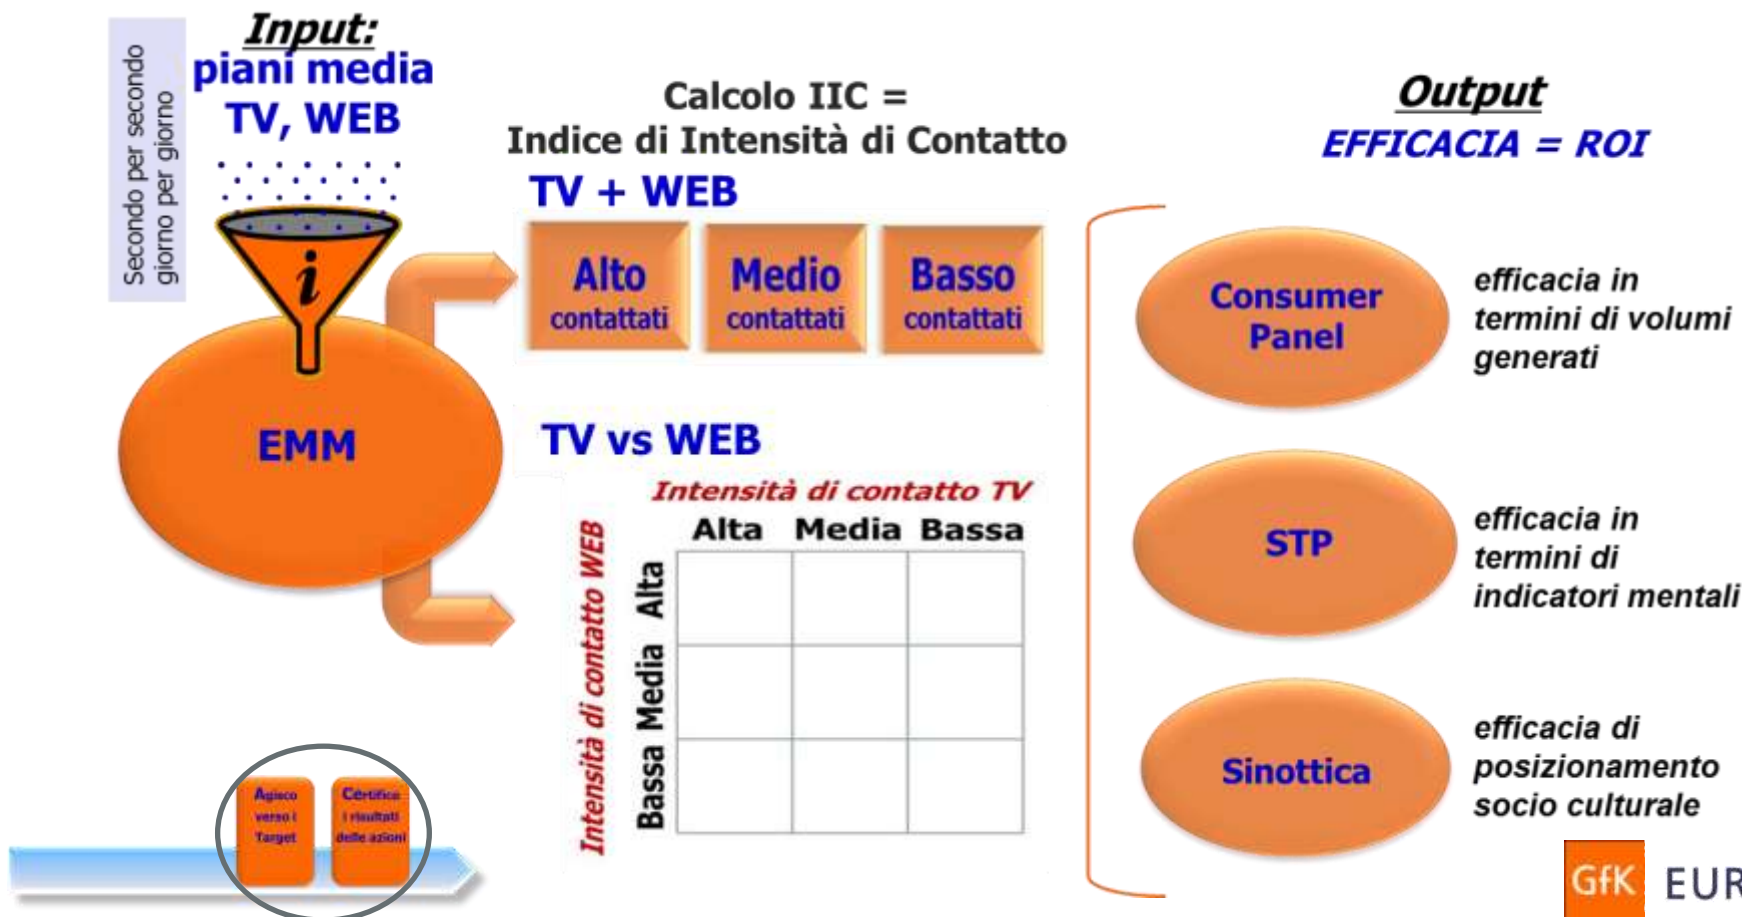 Secondo per secondo
giorno per giorno
Input:
piani media
TV, WEB
i
EMM
Calcolo IIC =
Indice di Intensità di Contatto
TV + WEB
Alto
contattati
Medio
contattati
Basso
contattati
TV vs WEB
Intensità di contatto TV
Alta Media Bassa
Intensità di contatto WEB
Alta
Media
Bassa
Output
EFFICACIA = ROI
Consumer
Panel
efficacia in
termini di volumi
generati
STP
efficacia in
termini di
indicatori mentali
Sinottica
efficacia di
posizionamento
socio culturale
Agisco
verso i
Target
Certifico
i risultati
delle azioni
GfK EUR